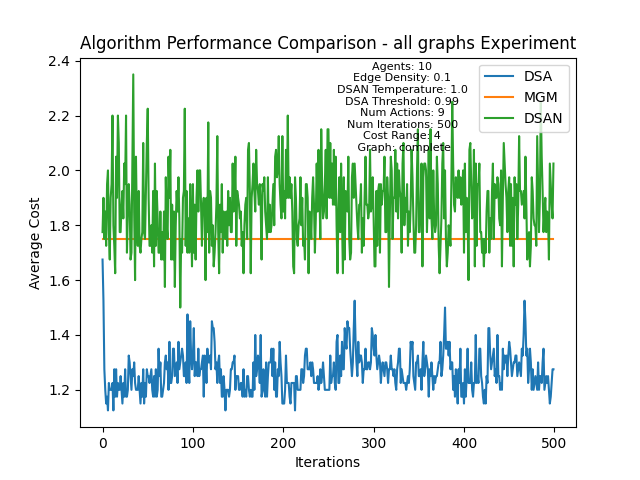 Algorithm Performance Comparison - all graphs Experiment
Agents: 10
Edge Density: 0.1
DSAN Temperature: 1.0
DSA Threshold: 0.99
Num Actions: 9
Num Iterations: 500
Cost Range: 4
Graph: complete
DSA
MGM
DSAN
2.4
2.2
2.0
1.8
1.6
1.4
1.2
Average Cost
0
100
200
300
400
500
Iterations